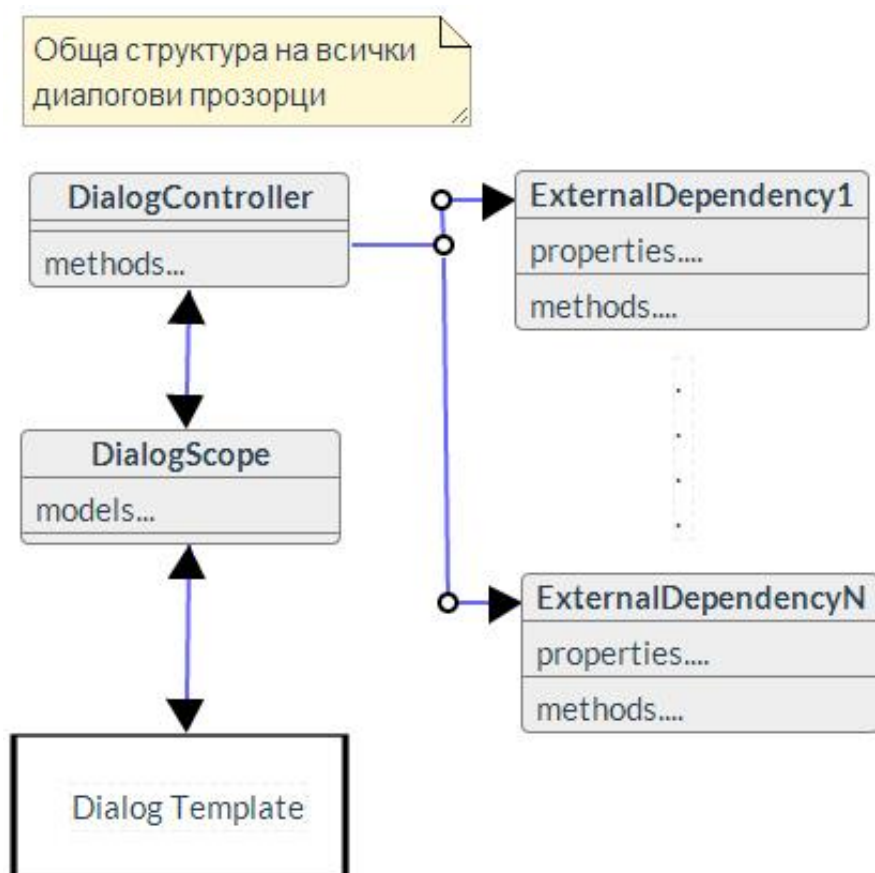 Обща структура на всички
диалогови прозорци
DialogController
methods...
ExternalDependency1
properties....
methods....
.
.
.
.
DialogScope
models...
ExternalDependencyN
properties....
methods....
Dialog Template